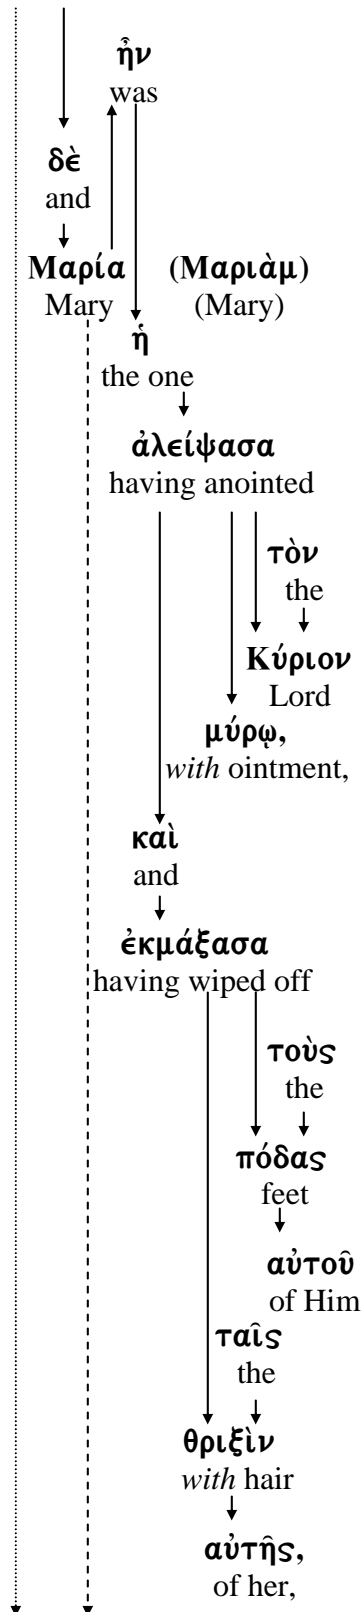 ἦν
was
δὲ
and
Μαρία (Μαριὰμ)
Mary (Mary)
ἡ
the one
ἀλείψασα
having anointed
τὸν
the
Κύριον
Lord
μύρῳ,
with ointment,
καὶ
and
ἐκμάξασα
having wiped off
τοὺς
the
πόδας
feet
αὐτοῦ
of Him
ταῖς
the
θριξὶν
with hair
αὐτῆς,
of her,